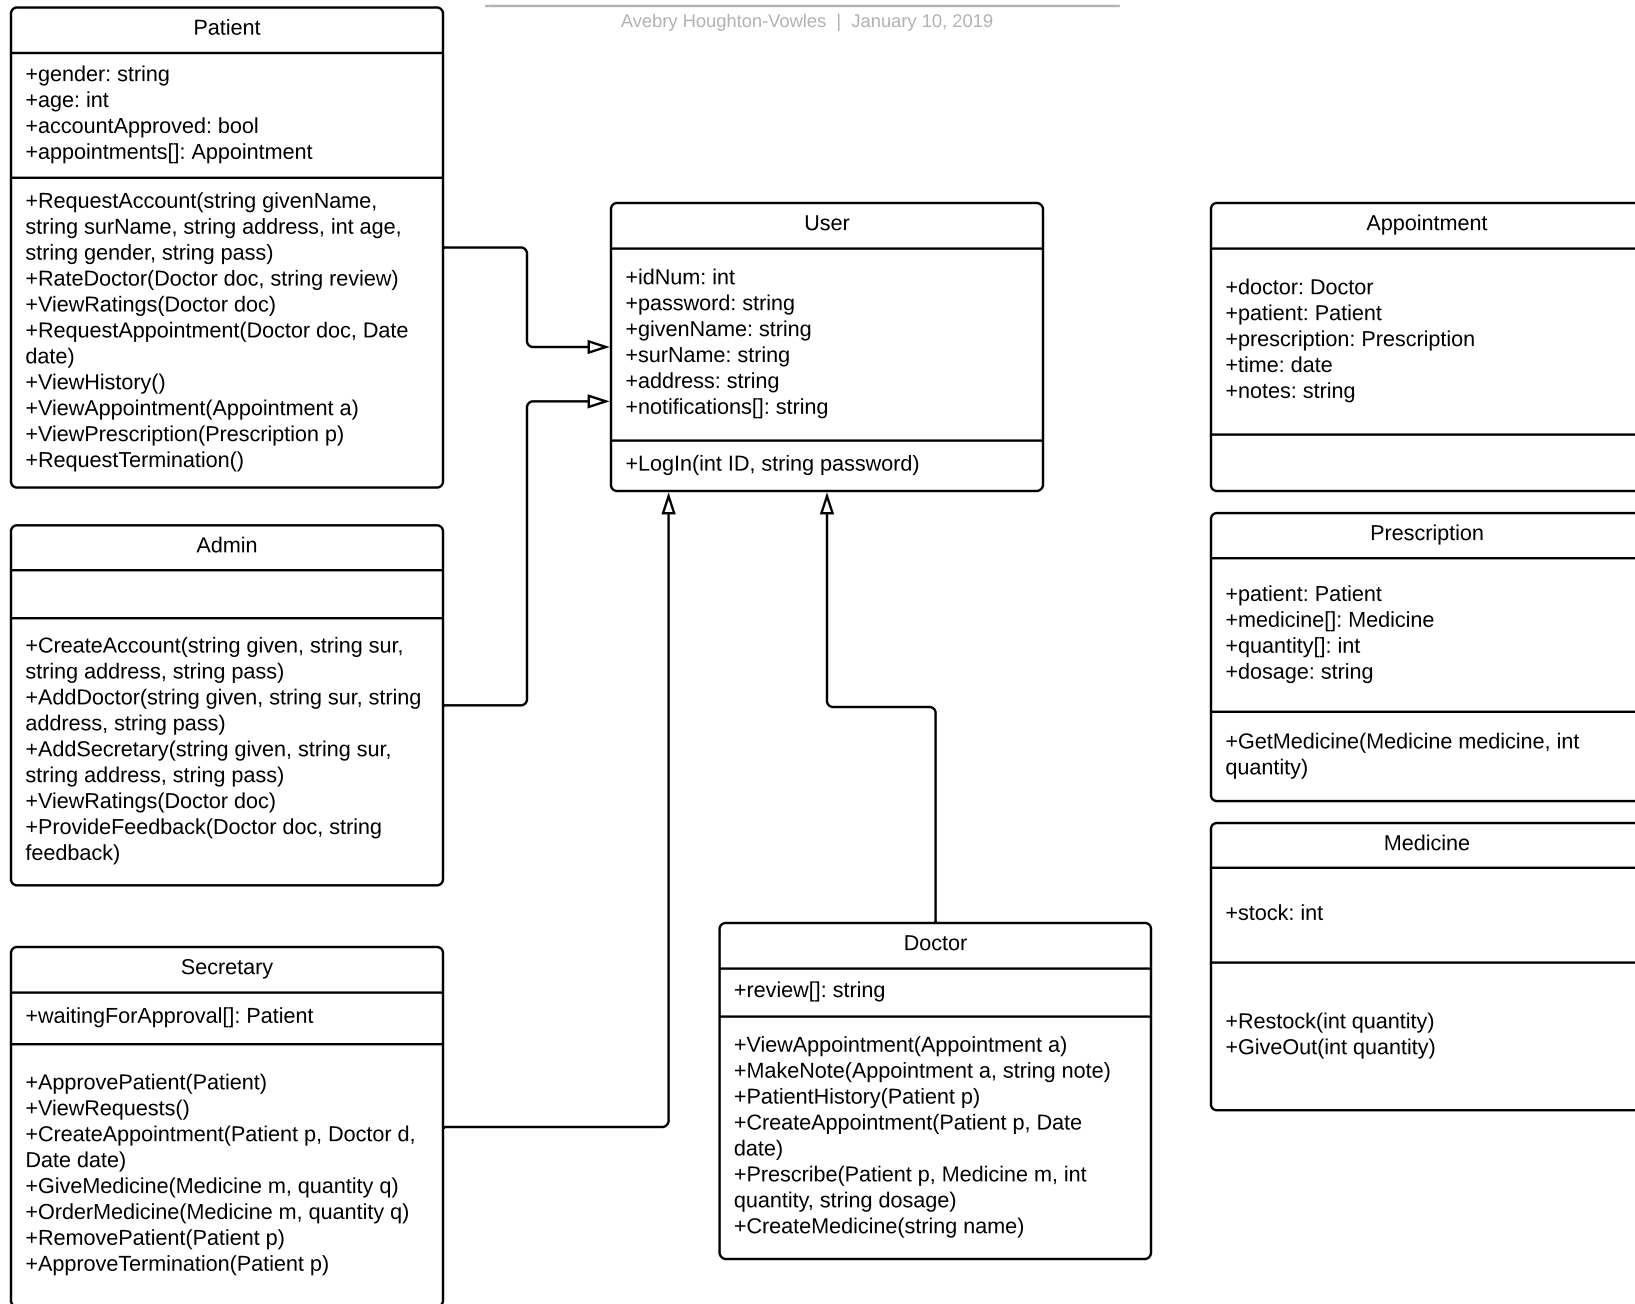 Avebry Houghton-Vowles | January 10, 2019
Patient
+gender: string
+age: int
+accountApproved: bool
+appointments[]: Appointment
+RequestAccount(string givenName,
string surName, string address, int age,
string gender, string pass)
+RateDoctor(Doctor doc, string review)
+ViewRatings(Doctor doc)
+RequestAppointment(Doctor doc, Date
date)
+ViewHistory()
+ViewAppointment(Appointment a)
+ViewPrescription(Prescription p)
+RequestTermination()
Admin
+CreateAccount(string given, string sur,
string address, string pass)
+AddDoctor(string given, string sur, string
address, string pass)
+AddSecretary(string given, string sur,
string address, string pass)
+ViewRatings(Doctor doc)
+ProvideFeedback(Doctor doc, string
feedback)
Secretary
+waitingForApproval[]: Patient
+ApprovePatient(Patient)
+ViewRequests()
+CreateAppointment(Patient p, Doctor d,
Date date)
+GiveMedicine(Medicine m, quantity q)
+OrderMedicine(Medicine m, quantity q)
+RemovePatient(Patient p)
+ApproveTermination(Patient p)
User
+idNum: int
+password: string
+givenName: string
+surName: string
+address: string
+notifications[]: string
+LogIn(int ID, string password)
Doctor
+review[]: string
+ViewAppointment(Appointment a)
+MakeNote(Appointment a, string note)
+PatientHistory(Patient p)
+CreateAppointment(Patient p, Date
date)
+Prescribe(Patient p, Medicine m, int
quantity, string dosage)
+CreateMedicine(string name)
Appointment
+doctor: Doctor
+patient: Patient
+prescription: Prescription
+time: date
+notes: string
Prescription
+patient: Patient
+medicine[]: Medicine
+quantity[]: int
+dosage: string
+GetMedicine(Medicine medicine, int
quantity)
Medicine
+stock: int
+Restock(int quantity)
+GiveOut(int quantity)